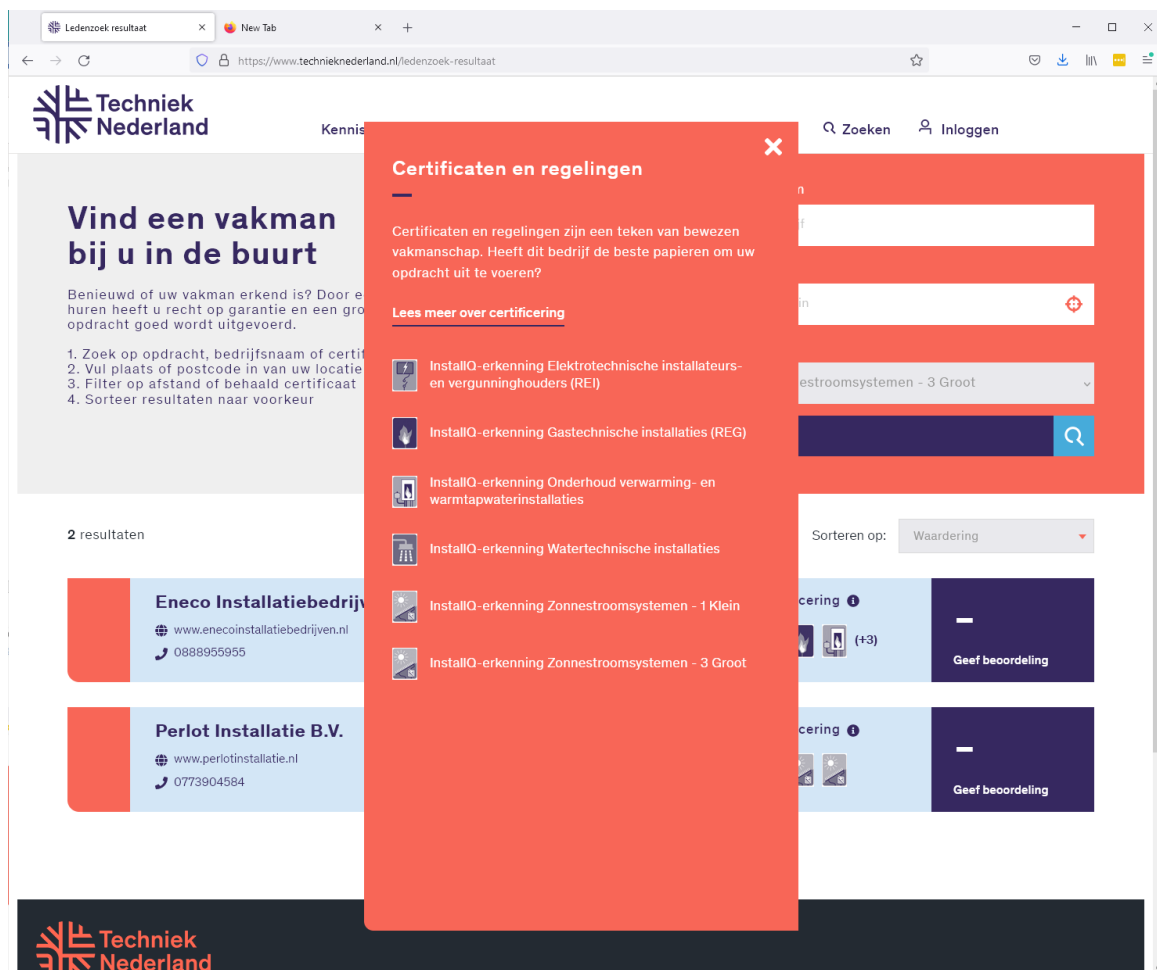 Ledenzoek resultaat
New Tab
https://www.technieknederland.nl/ledenzoek-resultaat
Techniek
Nederland
Kennis
Zoeken
Inloggen
Vind een vakman
bij u in de buurt
Benieuwd of uw vakman erkend is? Door e
huren heeft u recht op garantie en een gro
opdracht goed wordt uitgevoerd.
1. Zoek op opdracht, bedrijfsnaam of certif
2. Vul plaats of postcode in van uw locatie
3. Filter op afstand of behaald certificaat
4. Sorteer resultaten naar voorkeur
Certificaten en regelingen
Certificaten en regelingen zijn een teken van bewezen
vakmanschap. Heeft dit bedrijf de beste papieren om uw
opdracht uit te voeren?
Lees meer over certificering
InstallQ-erkenning Elektrotechnische installateurs-
en vergunninghouders (REI)
InstallQ-erkenning Gastechnische installaties (REG)
InstallQ-erkenning Onderhoud verwarming- en
warmtapwaterinstallaties
InstallQ-erkenning Watertechnische installaties
InstallQ-erkenning Zonnestroomsystemen - 1 Klein
InstallQ-erkenning Zonnestroomsystemen - 3 Groot
n
f
in
estroomsystemen - 3 Groot
2 resultaten
Sorteren op:
Waardering
Eneco Installatiebedrijv
www.enecoinstallatiebedrijven.nl
0888955955
cering
(+3)
Geef beoordeling
Perlot Installatie B.V.
www.perlotinstallatie.nl
0773904584
cering
Geef beoordeling
Techniek
Nederland